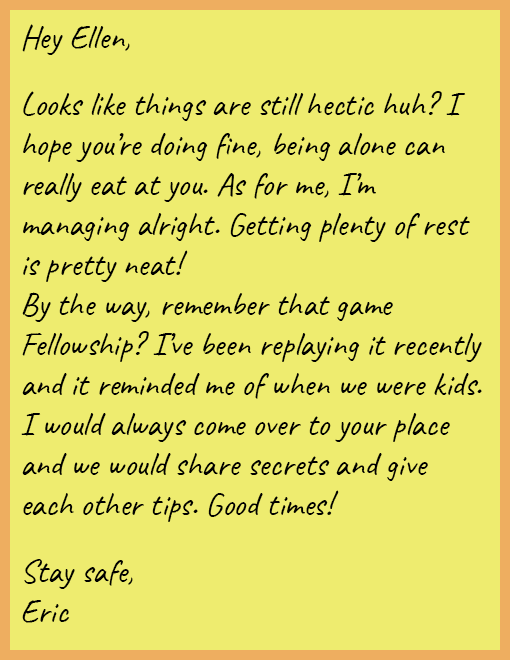 Hey Ellen,
Looks like things are still hectic huh? I
hope you're doing fine, being alone can
really eat at you. As for me, I'm
managing alright. Getting plenty of rest
is pretty neat!
By the way, remember that game
Fellowship? I've been replaying it recently
and it reminded me of when we were kids.
I would always come over to your place
and we would share secrets and give
each other tips. Good times!
Stay safe,
Eric